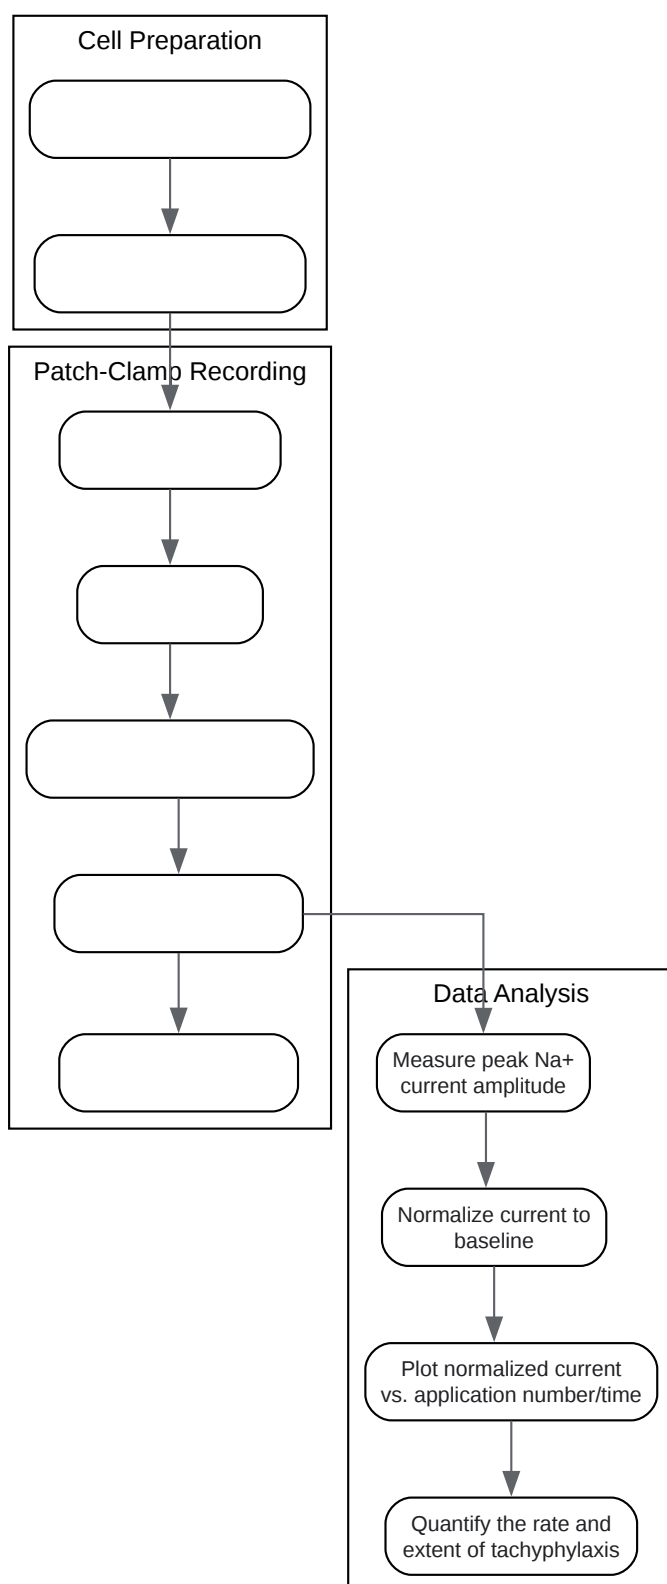 Cell Preparation
Patch-Clamp Recording
Data Analysis
Measure peak Na+
current amplitude
Normalize current to
baseline
Plot normalized current
vs. application number/time
Quantify the rate and
extent of tachyphylaxis